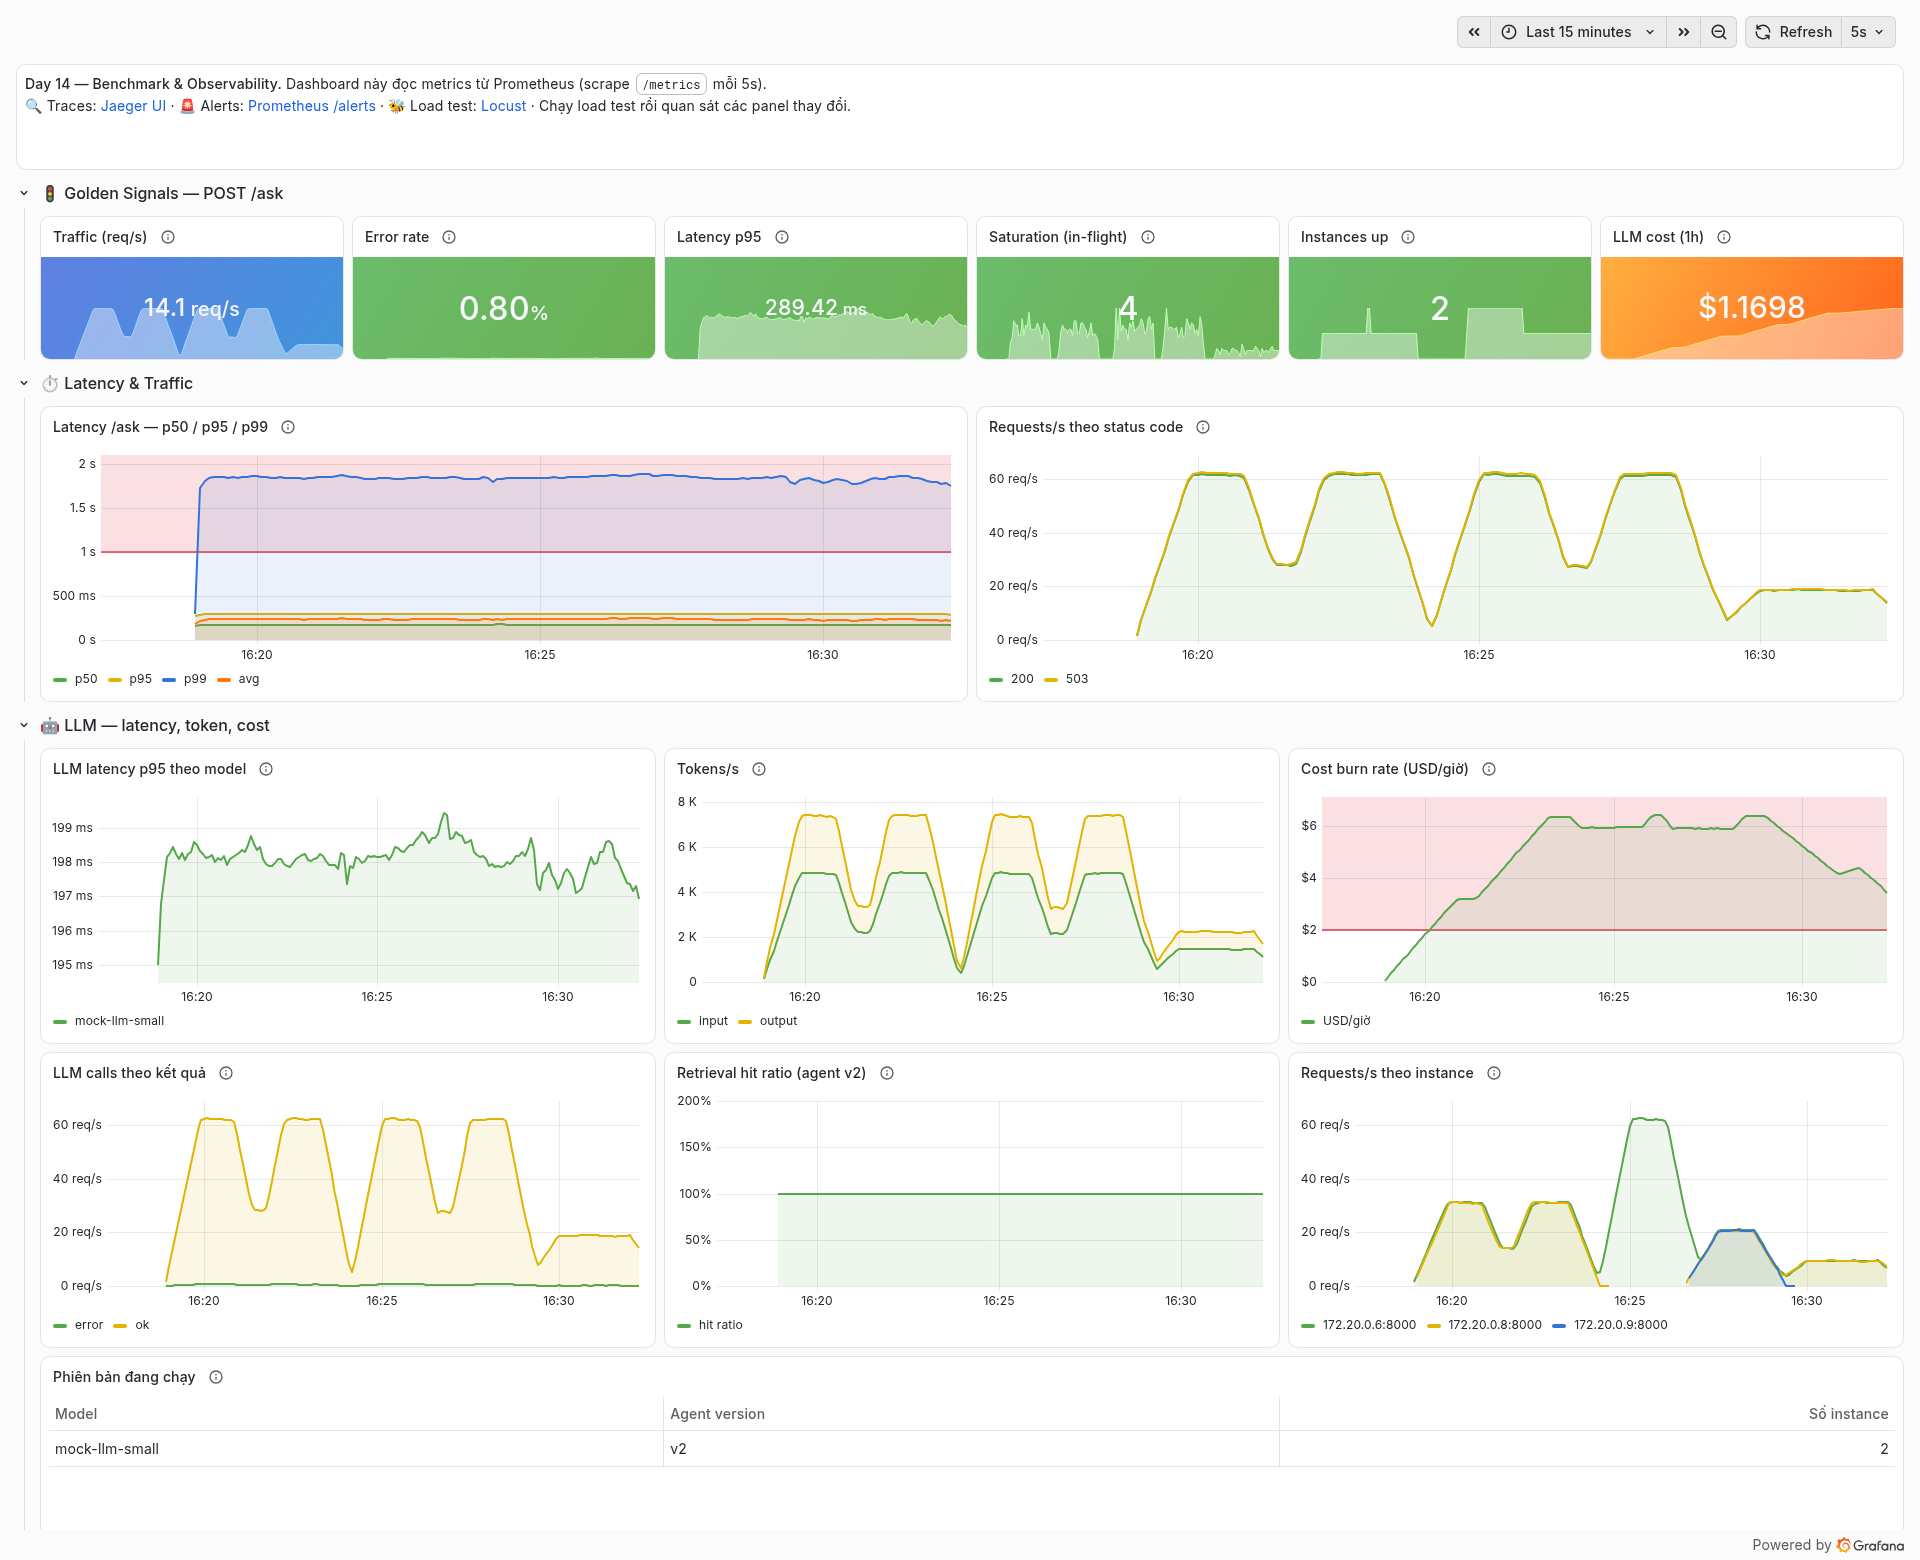 Last 15 minutes
Refresh
5s
Day 14 — Benchmark & Observability. Dashboard này đọc metrics từ Prometheus (scrape /metrics mỗi 5s).
🔍 Traces: Jaeger UI · 🚨 Alerts: Prometheus /alerts · 🐝 Load test: Locust · Chạy load test rồi quan sát các panel thay đổi.
🚦 Golden Signals — POST /ask
Traffic (req/s)
14.1 req/s
Error rate
0.80%
Latency p95
289.42 ms
Saturation (in-flight)
4
Instances up
2
LLM cost (1h)
$1.1698
⏱️ Latency & Traffic
Latency /ask — p50 / p95 / p99
2 s
1.5 s
1 s
500 ms
0 s
16:20 16:25 16:30
p50 p95 p99 avg
Requests/s theo status code
60 req/s
40 req/s
20 req/s
0 req/s
16:20 16:25 16:30
200 503
🤖 LLM — latency, token, cost
LLM latency p95 theo model
199 ms
198 ms
197 ms
196 ms
195 ms
16:20 16:25 16:30
mock-llm-small
Tokens/s
8 K
6 K
4 K
2 K
0
16:20 16:25 16:30
input output
Cost burn rate (USD/giờ)
$6
$4
$2
$0
16:20 16:25 16:30
USD/giờ
LLM calls theo kết quả
60 req/s
40 req/s
20 req/s
0 req/s
16:20 16:25 16:30
error ok
Retrieval hit ratio (agent v2)
200%
150%
100%
50%
0%
16:20 16:25 16:30
hit ratio
Requests/s theo instance
60 req/s
40 req/s
20 req/s
0 req/s
16:20 16:25 16:30
172.20.0.6:8000 172.20.0.8:8000 172.20.0.9:8000
Phiên bản đang chạy
Model Agent version Số instance
mock-llm-small v2 2
Powered by Grafana